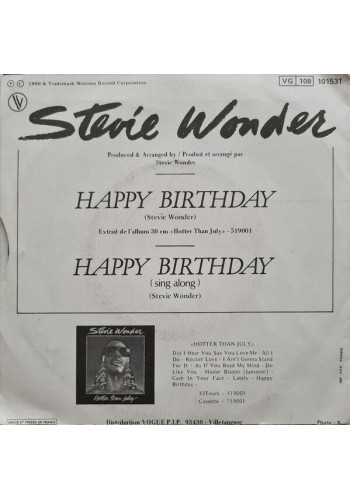 ℗ © 1980 & Trademark Motown Record Corporation
VG 108 101531
Stevie Wonder
Produced & Arranged by / Produit et arrangé par
Stevie Wonder
HAPPY BIRTHDAY
(Stevie Wonder)
Extrait de l'album 30 cm «Hotter Than July» - 519001
HAPPY BIRTHDAY
( sing along )
(Stevie Wonder)
Stevie Wonder
Hotter than july
«HOTTER THAN JULY»
Did I Hear You Say You Love Me - All I
Do - Rocket Love - I Ain't Gonna Stand
For It - As If You Read My Mind - Do
Like You - Master Blaster (Jammin') -
Cash In Your Face - Lately - Happy
Birthday -
33Tours : 519001
Cassette : 719001
Distribution VOGUE P.I.P. 93430 - Villetaneuse